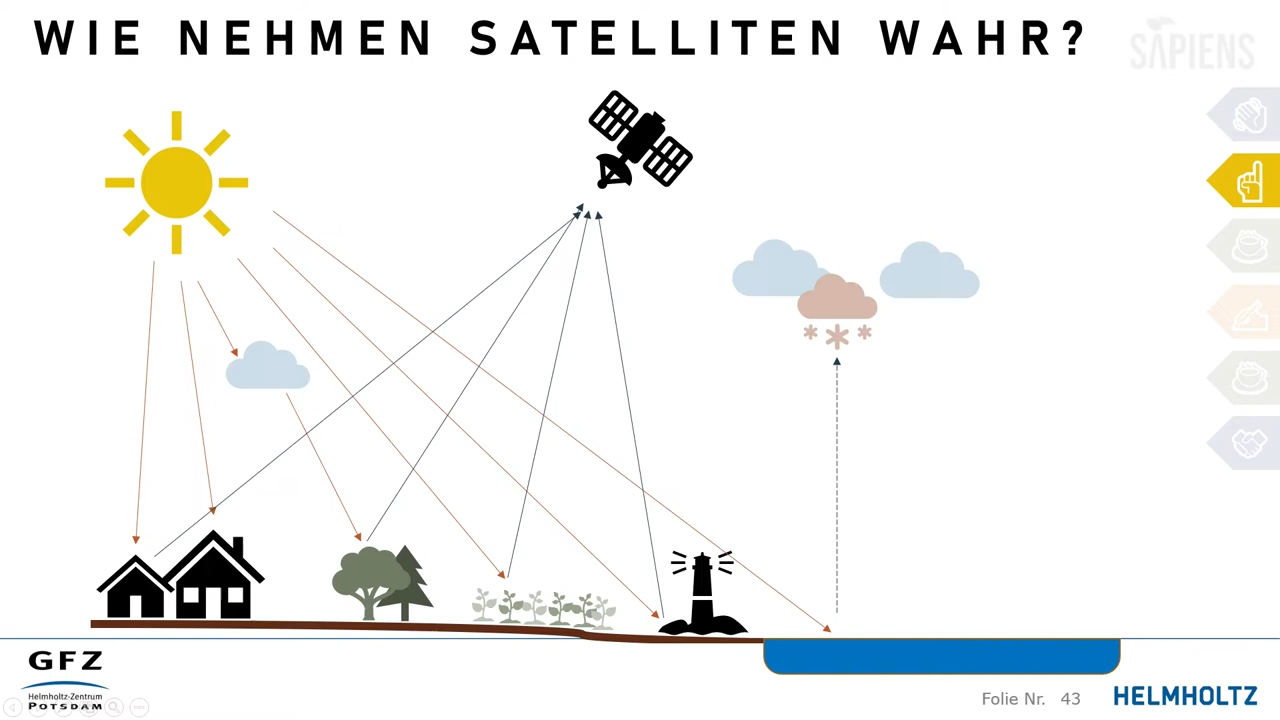 WIE NEHMEN SATELLITEN WAHR?
SAPIENS
GFZ
Helmholtz-Zentrum
POTSDAM
Folie Nr. 43
HELMHOLTZ